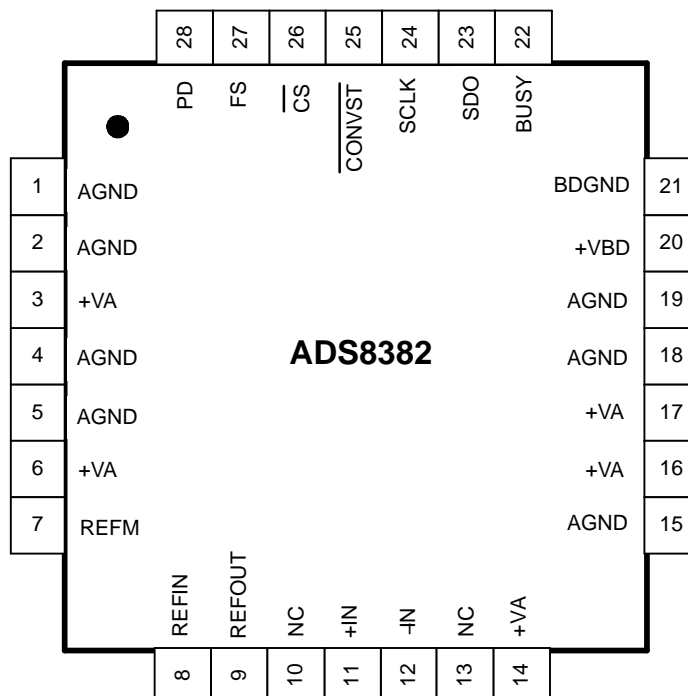 28 27 26 25 24 23 22
PD FS CS CONVST SCLK SDO BUSY
1 AGND BDGND 21
2 AGND +VBD 20
3 +VA AGND 19
4 AGND AGND 18
5 AGND +VA 17
6 +VA +VA 16
7 REFM AGND 15
ADS8382
REFIN REFOUT NC +IN -IN NC +VA
8 9 10 11 12 13 14